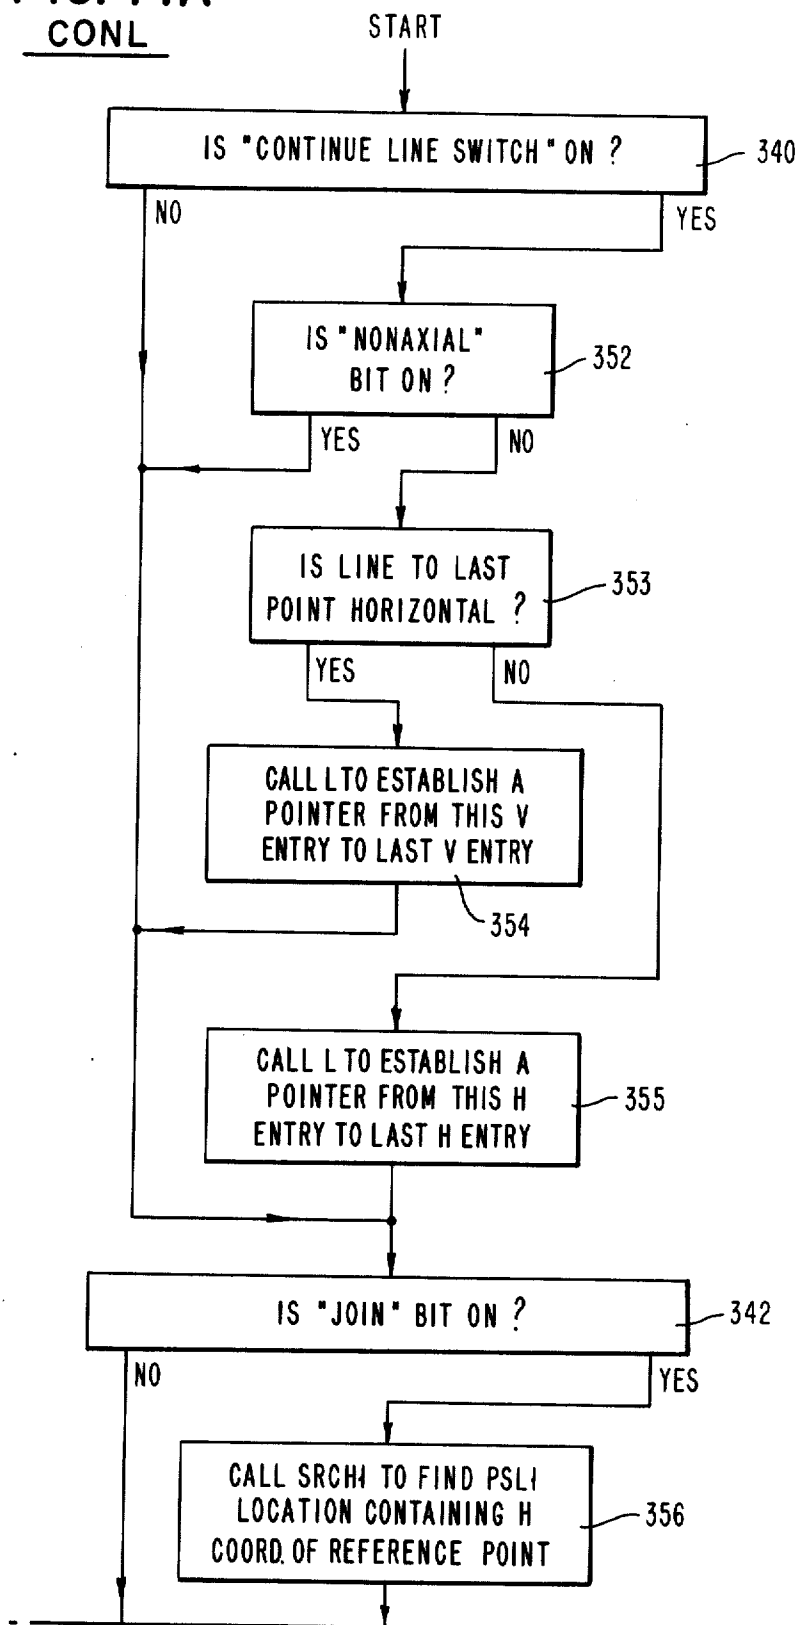 CONL
START
IS "CONTINUE LINE SWITCH" ON ?
340
NO
YES
IS "NONAXIAL"
BIT ON ?
352
YES
NO
IS LINE TO LAST
POINT HORIZONTAL ?
353
YES
NO
CALL L TO ESTABLISH A
POINTER FROM THIS V
ENTRY TO LAST V ENTRY
354
CALL L TO ESTABLISH A
POINTER FROM THIS H
ENTRY TO LAST H ENTRY
355
IS "JOIN" BIT ON ?
342
NO
YES
CALL SRCH1 TO FIND PSL1
LOCATION CONTAINING H
COORD. OF REFERENCE POINT
356